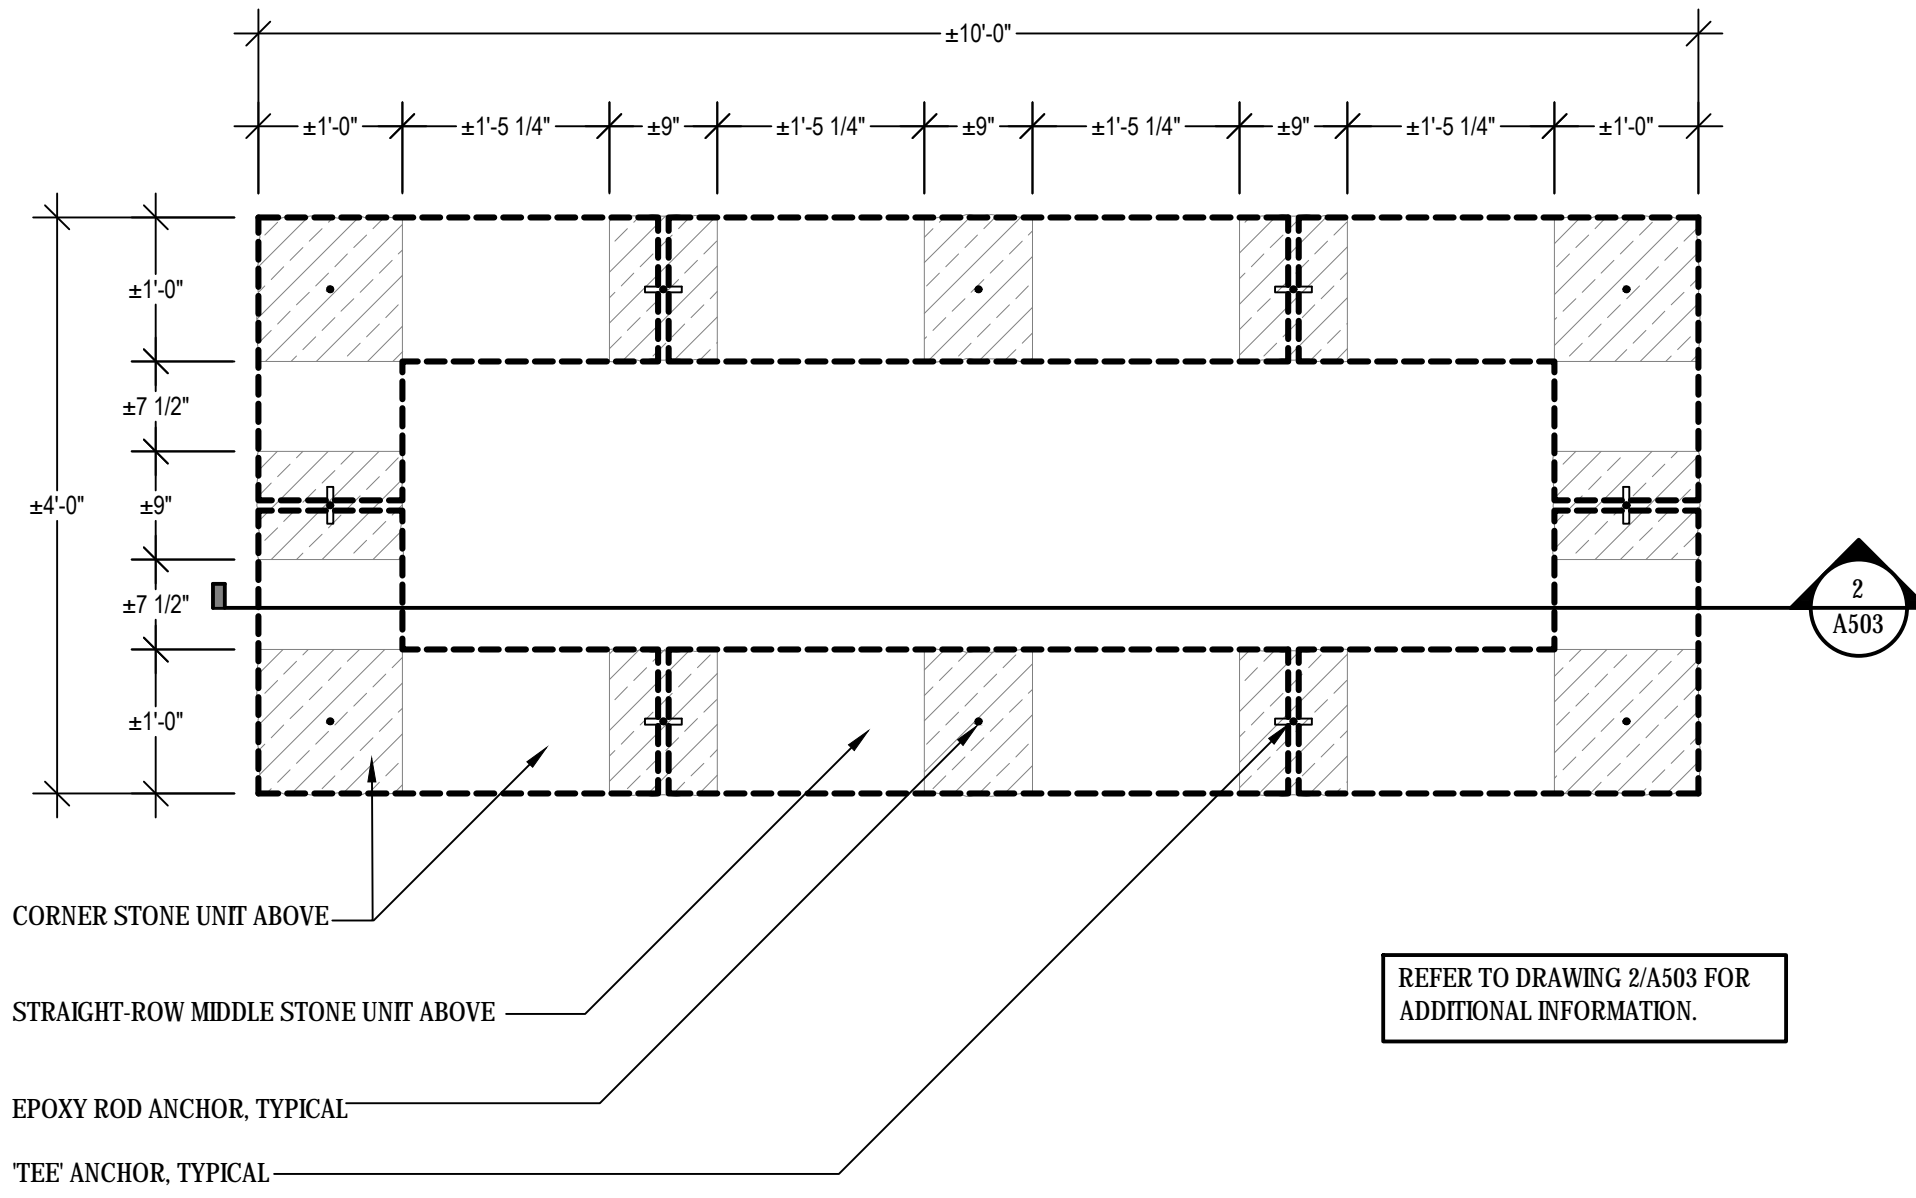 ±10'-0"
±1'-0" ±1'-5 1/4" ±9" ±1'-5 1/4" ±9" ±1'-5 1/4" ±9" ±1'-5 1/4" ±1'-0"
±1'-0"
±7 1/2"
±4'-0" ±9"
±7 1/2"
±1'-0"
2
A503
CORNER STONE UNIT ABOVE
STRAIGHT-ROW MIDDLE STONE UNIT ABOVE
EPOXY ROD ANCHOR, TYPICAL
'TEE' ANCHOR, TYPICAL
REFER TO DRAWING 2/A503 FOR
ADDITIONAL INFORMATION.